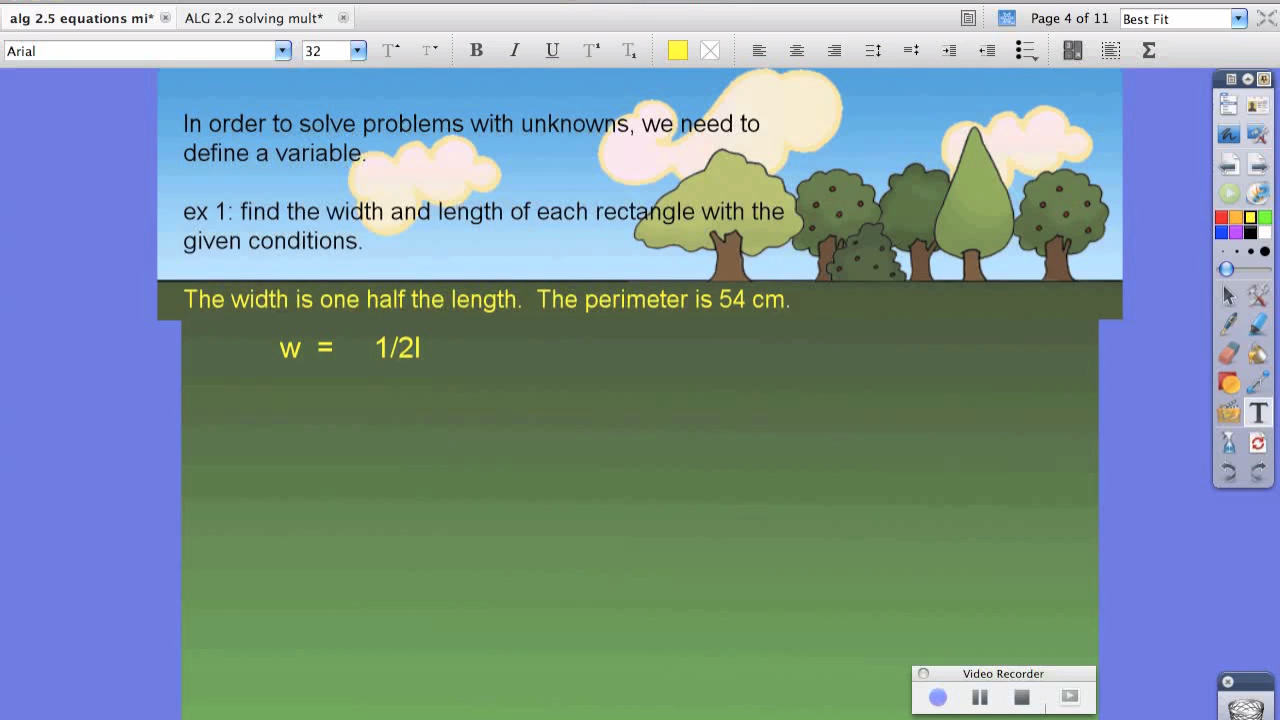 alg 2.5 equations mi*
ALG 2.2 solving mult*
Page 4 of 11
Best Fit
Arial
32
B I U T T
In order to solve problems with unknowns, we need to
define a variable.
ex 1: find the width and length of each rectangle with the
given conditions.
The width is one half the length. The perimeter is 54 cm.
w = 1/2l
T
Video Recorder